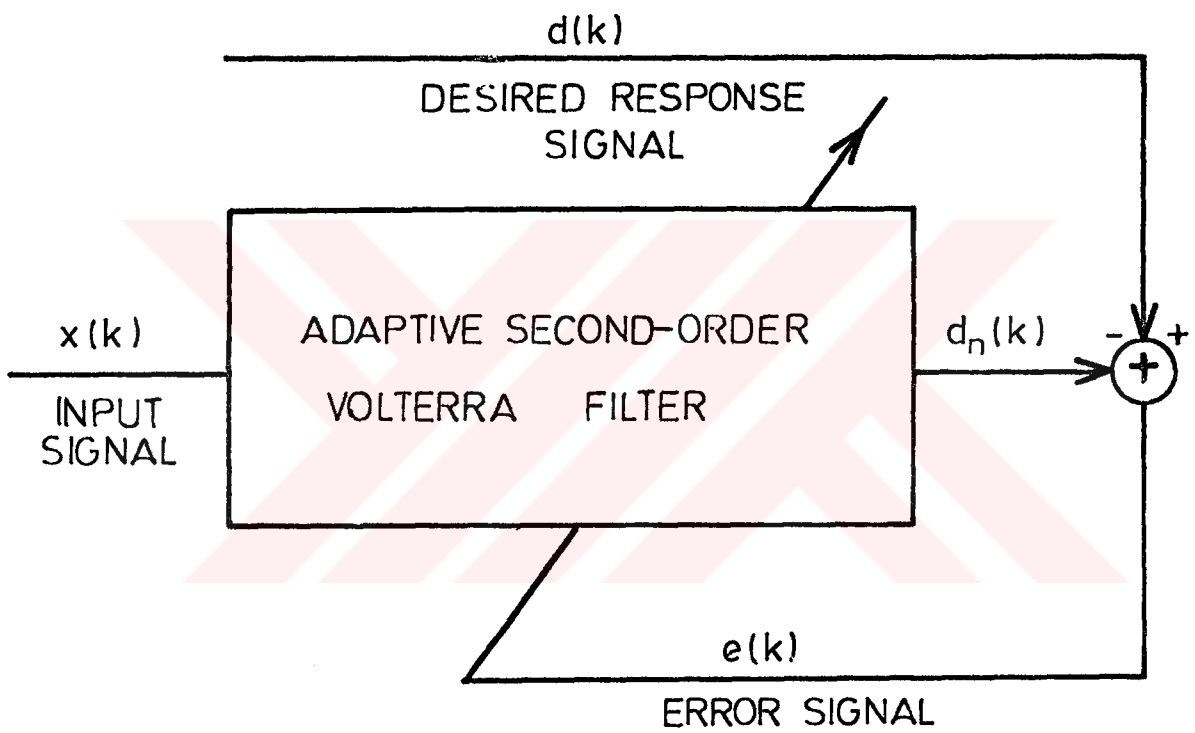 d(k)
DESIRED RESPONSE
SIGNAL
x(k)
INPUT
SIGNAL
ADAPTIVE SECOND-ORDER
VOLTERRA FILTER
dₙ(k)
- +
+
e(k)
ERROR SIGNAL